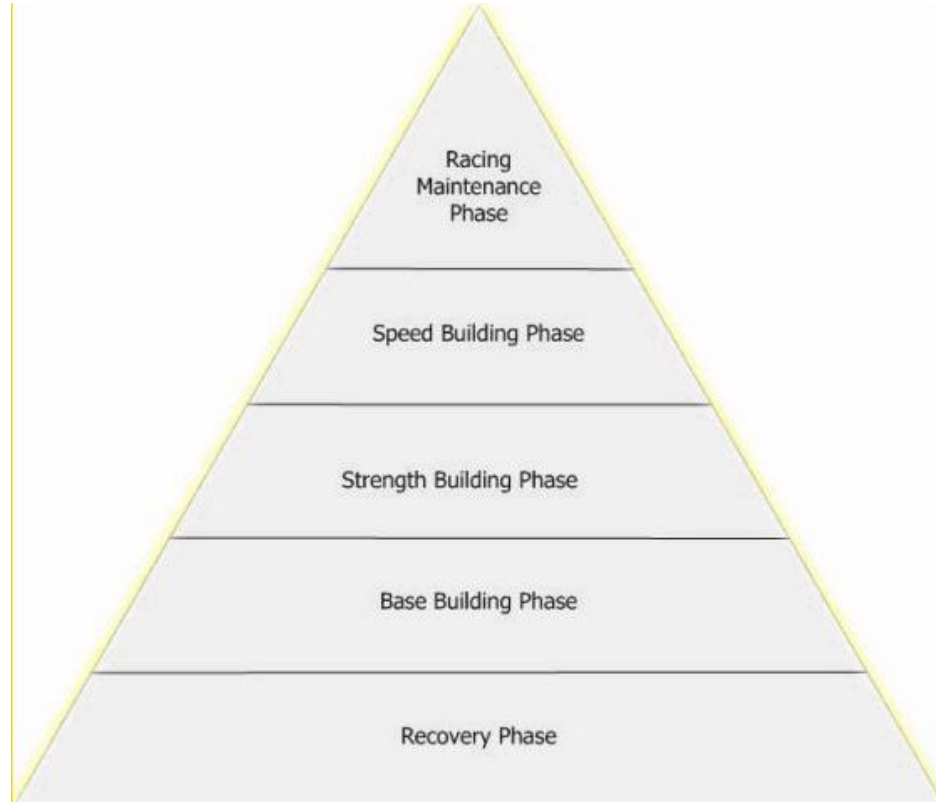 Racing
Maintenance
Phase
Speed Building Phase
Strength Building Phase
Base Building Phase
Recovery Phase